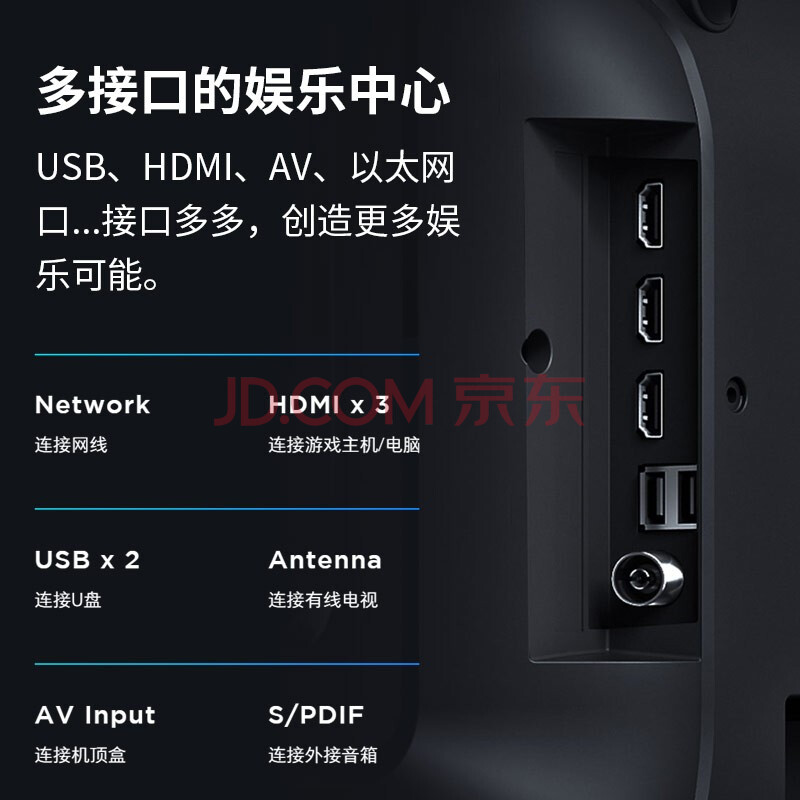 多接口的娱乐中心
USB、HDMI、AV、以太网
口...接口多多，创造更多娱
乐可能。
JD.COM 京东
Network
连接网线
HDMI x 3
连接游戏主机/电脑
USB x 2
连接U盘
Antenna
连接有线电视
AV Input
连接机顶盒
S/PDIF
连接外接音箱